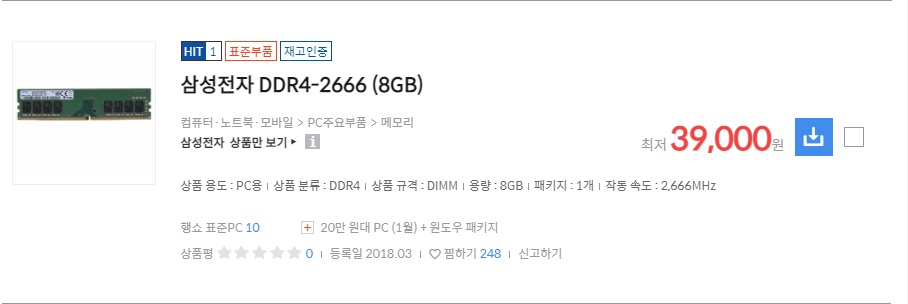 HIT 1 표준부품 재고인증
삼성전자 DDR4-2666 (8GB)
컴퓨터·노트북·모바일 > PC주요부품 > 메모리
삼성전자 상품만 보기 ▶ i
최저 39,000원
상품 용도 : PC용 | 상품 분류 : DDR4 | 상품 규격 : DIMM | 용량 : 8GB | 패키지 : 1개 | 작동 속도 : 2,666MHz
행쇼 표준PC 10 + 20만 원대 PC (1월) + 윈도우 패키지
상품평 ★★★★★ 0 | 등록일 2018.03 | ♡ 찜하기 248 | 신고하기